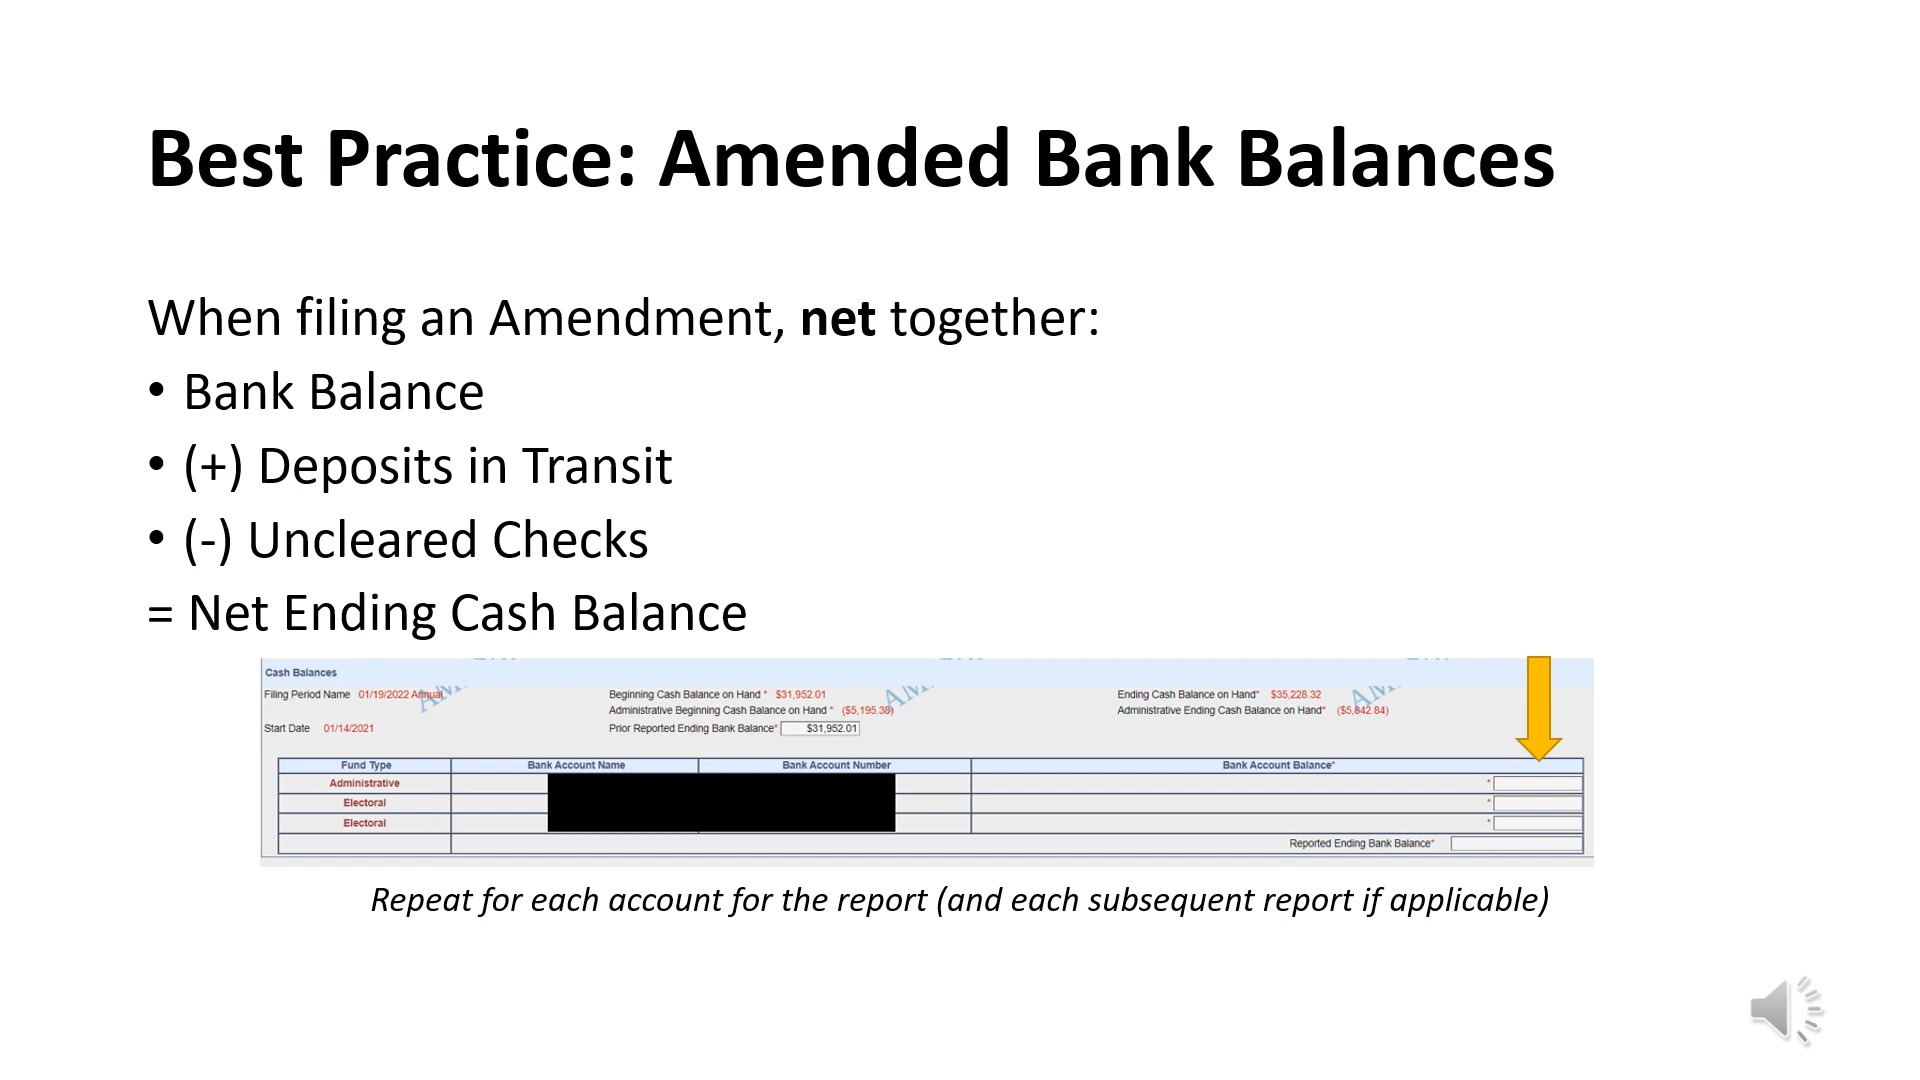 Best Practice: Amended Bank Balances
When filing an Amendment, net together:
• Bank Balance
• (+) Deposits in Transit
• (-) Uncleared Checks
= Net Ending Cash Balance
Cash Balances
Filing Period Name 01/19/2022 Annual
Beginning Cash Balance on Hand * $31,952.01
Ending Cash Balance on Hand* $35,228.32
Administrative Beginning Cash Balance on Hand * ($5,195.38)
Administrative Ending Cash Balance on Hand* ($5,842.84)
Start Date 01/14/2021
Prior Reported Ending Bank Balance* $31,952.01
Fund Type Bank Account Name Bank Account Number Bank Account Balance*
Administrative *
Electoral *
Electoral *
Reported Ending Bank Balance*
Repeat for each account for the report (and each subsequent report if applicable)